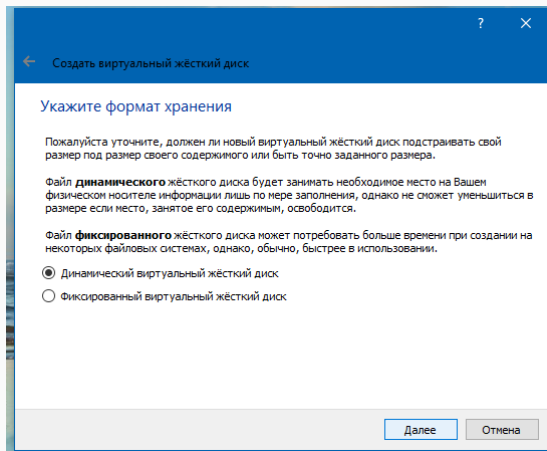 ?
Создать виртуальный жёсткий диск
Укажите формат хранения
Пожалуйста уточните, должен ли новый виртуальный жёсткий диск подстраивать свой
размер под размер своего содержимого или быть точно заданного размера.
Файл динамического жёсткого диска будет занимать необходимое место на Вашем
физическом носителе информации лишь по мере заполнения, однако не сможет уменьшиться в
размере если место, занятое его содержимым, освободится.
Файл фиксированного жёсткого диска может потребовать больше времени при создании на
некоторых файловых системах, однако, обычно, быстрее в использовании.
Динамический виртуальный жёсткий диск
Фиксированный виртуальный жёсткий диск
Далее Отмена